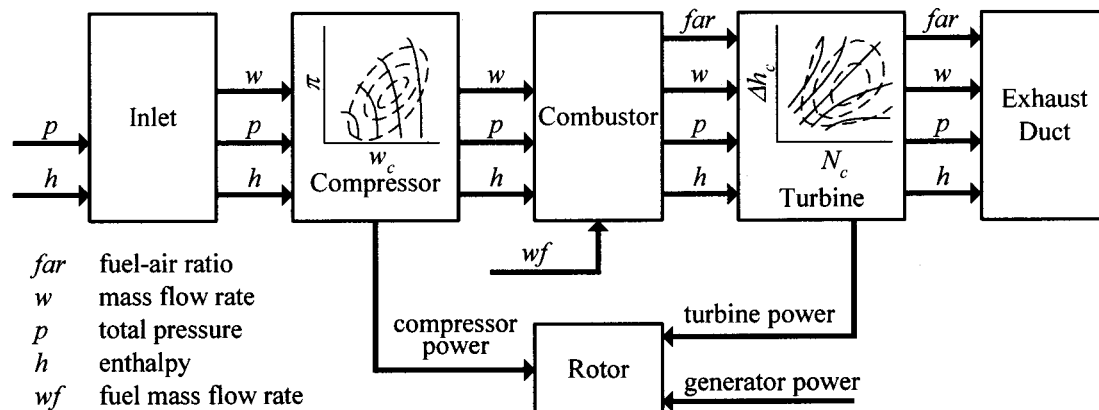 far
far
w
w
w
w
Δh_c
π
Inlet
Combustor
Exhaust
Duct
p
p
p
p
p
w_c
N_c
h
h
Compressor
h
h
Turbine
h
wf
far fuel-air ratio
w mass flow rate
p total pressure
h enthalpy
wf fuel mass flow rate
compressor
power
turbine power
Rotor
generator power